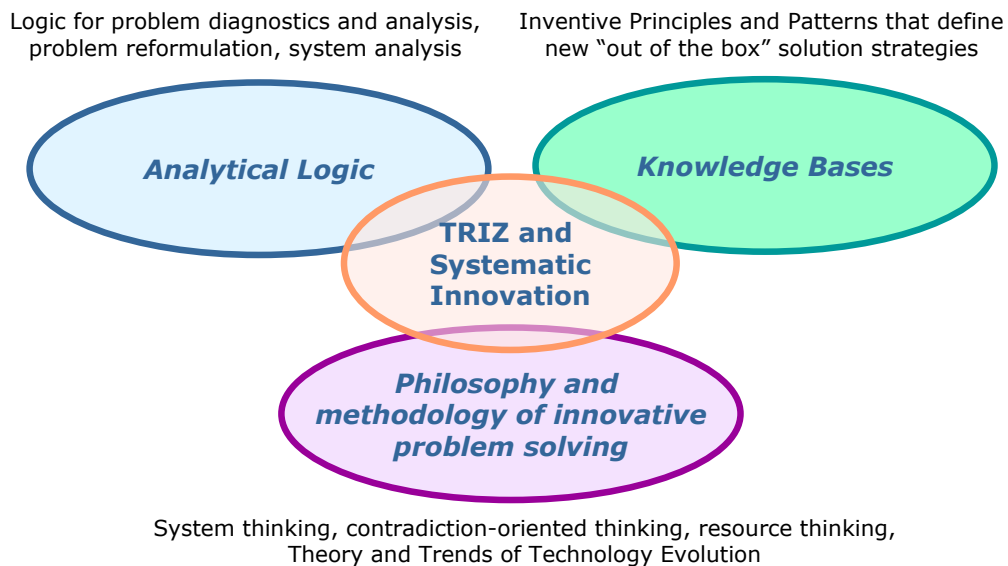 Logic for problem diagnostics and analysis,
problem reformulation, system analysis
Inventive Principles and Patterns that define
new “out of the box” solution strategies
Analytical Logic
Knowledge Bases
TRIZ and
Systematic
Innovation
Philosophy and
methodology of innovative
problem solving
System thinking, contradiction-oriented thinking, resource thinking,
Theory and Trends of Technology Evolution